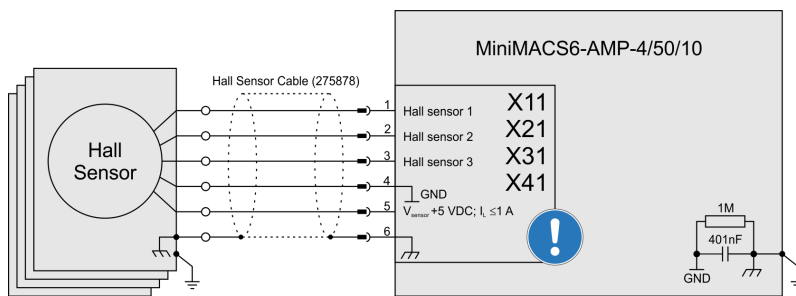 MiniMACS6-AMP-4/50/10
Hall Sensor Cable (275878)
Hall
Sensor
1 Hall sensor 1
2 Hall sensor 2
3 Hall sensor 3
4 GND
5 Vsensor +5 VDC; IL ≤1 A
6
X11
X21
X31
X41
!
1M
401nF
GND